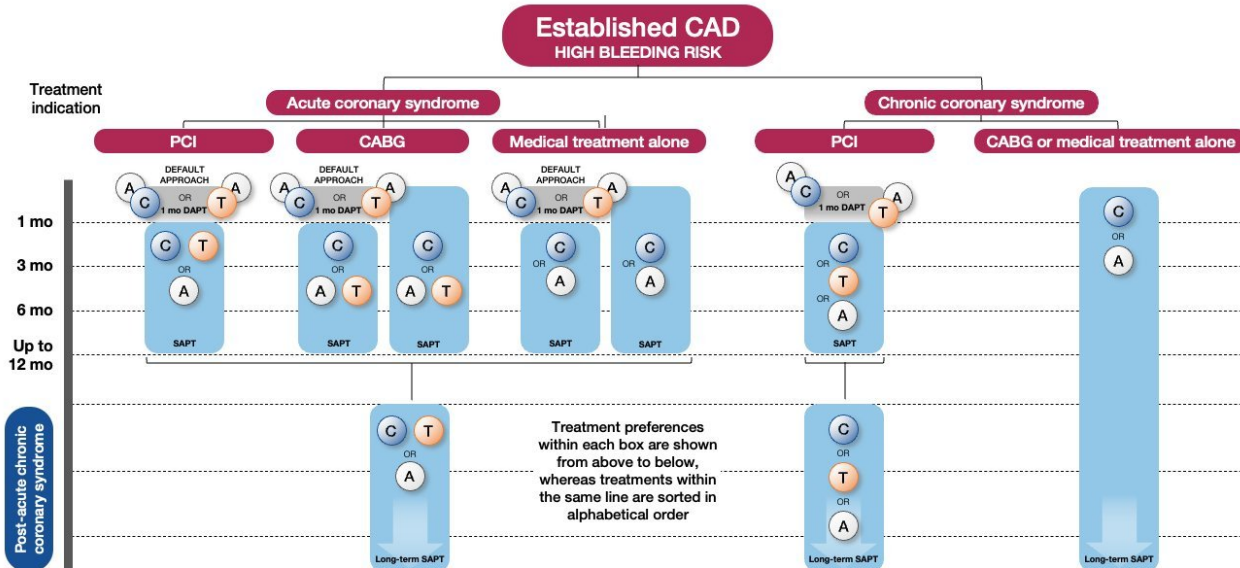 Established CAD
HIGH BLEEDING RISK
Treatment
indication
Acute coronary syndrome
Chronic coronary syndrome
PCI
CABG
Medical treatment alone
PCI
CABG or medical treatment alone
DEFAULT
APPROACH
A
C
OR
1 mo DAPT
A
T
DEFAULT
APPROACH
A
C
OR
1 mo DAPT
A
T
DEFAULT
APPROACH
A
C
OR
1 mo DAPT
A
T
A
C
OR
1 mo DAPT
A
T
1 mo
3 mo
6 mo
Up to
12 mo
C T
OR
A
SAPT
C
OR
A T
SAPT
C
OR
A T
SAPT
C
OR
A
SAPT
C
OR
A
SAPT
C
OR
T
OR
A
SAPT
C
OR
A
Post-acute chronic
coronary syndrome
C T
OR
A
Long-term SAPT
Treatment preferences
within each box are shown
from above to below,
whereas treatments within
the same line are sorted in
alphabetical order
C
OR
T
OR
A
Long-term SAPT
Long-term SAPT